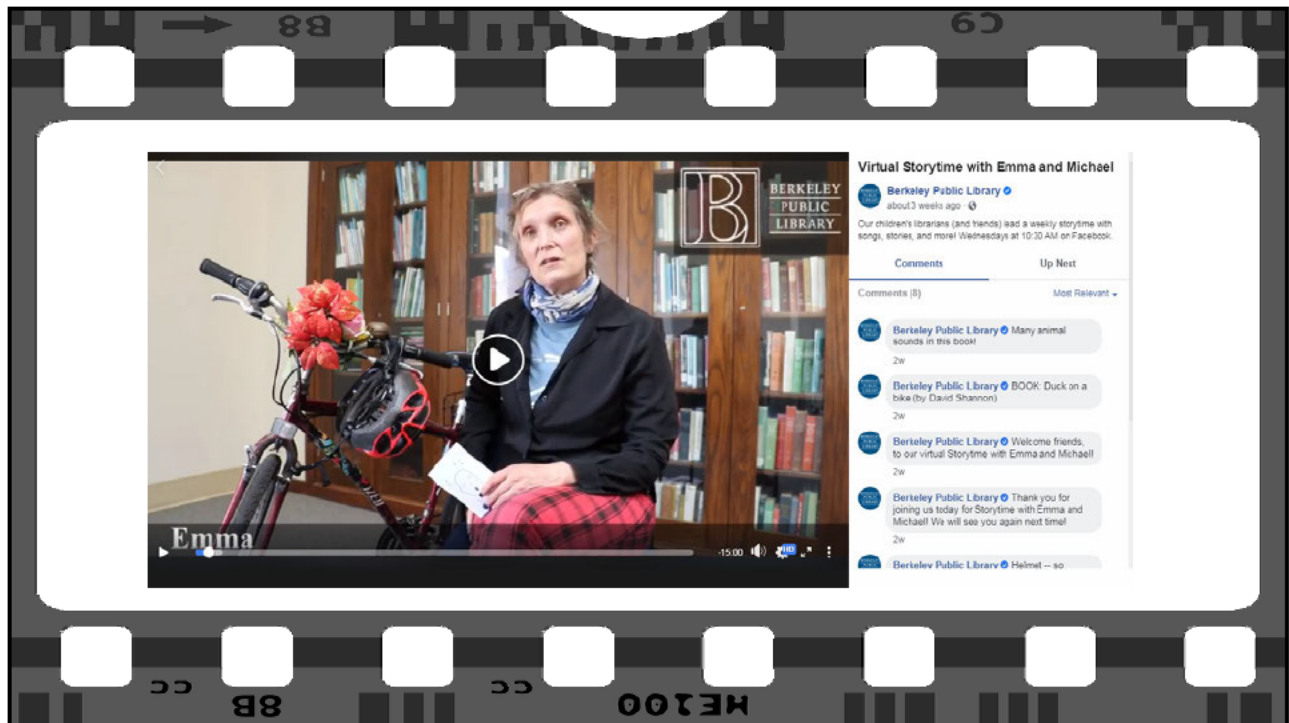 88
C9
BERKELEY
PUBLIC
LIBRARY
Emma
-15:00
HD
Virtual Storytime with Emma and Michael
Berkeley Public Library
about 3 weeks ago
Our children's librarians (and friends) lead a weekly storytime with
songs, stories, and more! Wednesdays at 10:30 AM on Facebook.
Comments Up Next
Comments (8) Most Relevant
Berkeley Public Library Many animal
sounds in this book!
2w
Berkeley Public Library BOOK: Duck on a
bike (by David Shannon)
2w
Berkeley Public Library Welcome friends,
to our virtual Storytime with Emma and Michael!
2w
Berkeley Public Library Thank you for
joining us today for Storytime with Emma and
Michael! We will see you again next time!
2w
Berkeley Public Library Helmet -- so